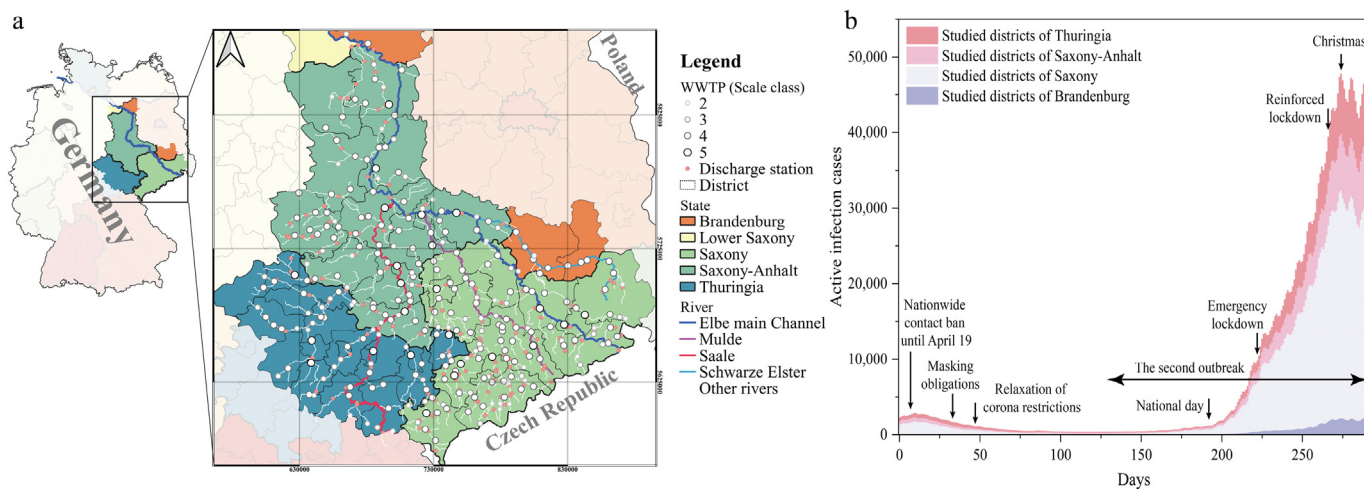 a
Germany
Poland
Czech Republic
5825000
5725000
5625000
630000
730000
830000
Legend
WWTP (Scale class)
2
3
4
5
Discharge station
District
State
Brandenburg
Lower Saxony
Saxony
Saxony-Anhalt
Thuringia
River
Elbe main Channel
Mulde
Saale
Schwarze Elster
Other rivers
b
Active infection cases
50,000
40,000
30,000
20,000
10,000
0
Studied districts of Thuringia
Studied districts of Saxony-Anhalt
Studied districts of Saxony
Studied districts of Brandenburg
Christmas
Reinforced
lockdown
Emergency
lockdown
Nationwide
contact ban
until April 19
Masking
obligations
Relaxation of
corona restrictions
The second outbreak
National day
0
50
100
150
200
250
Days